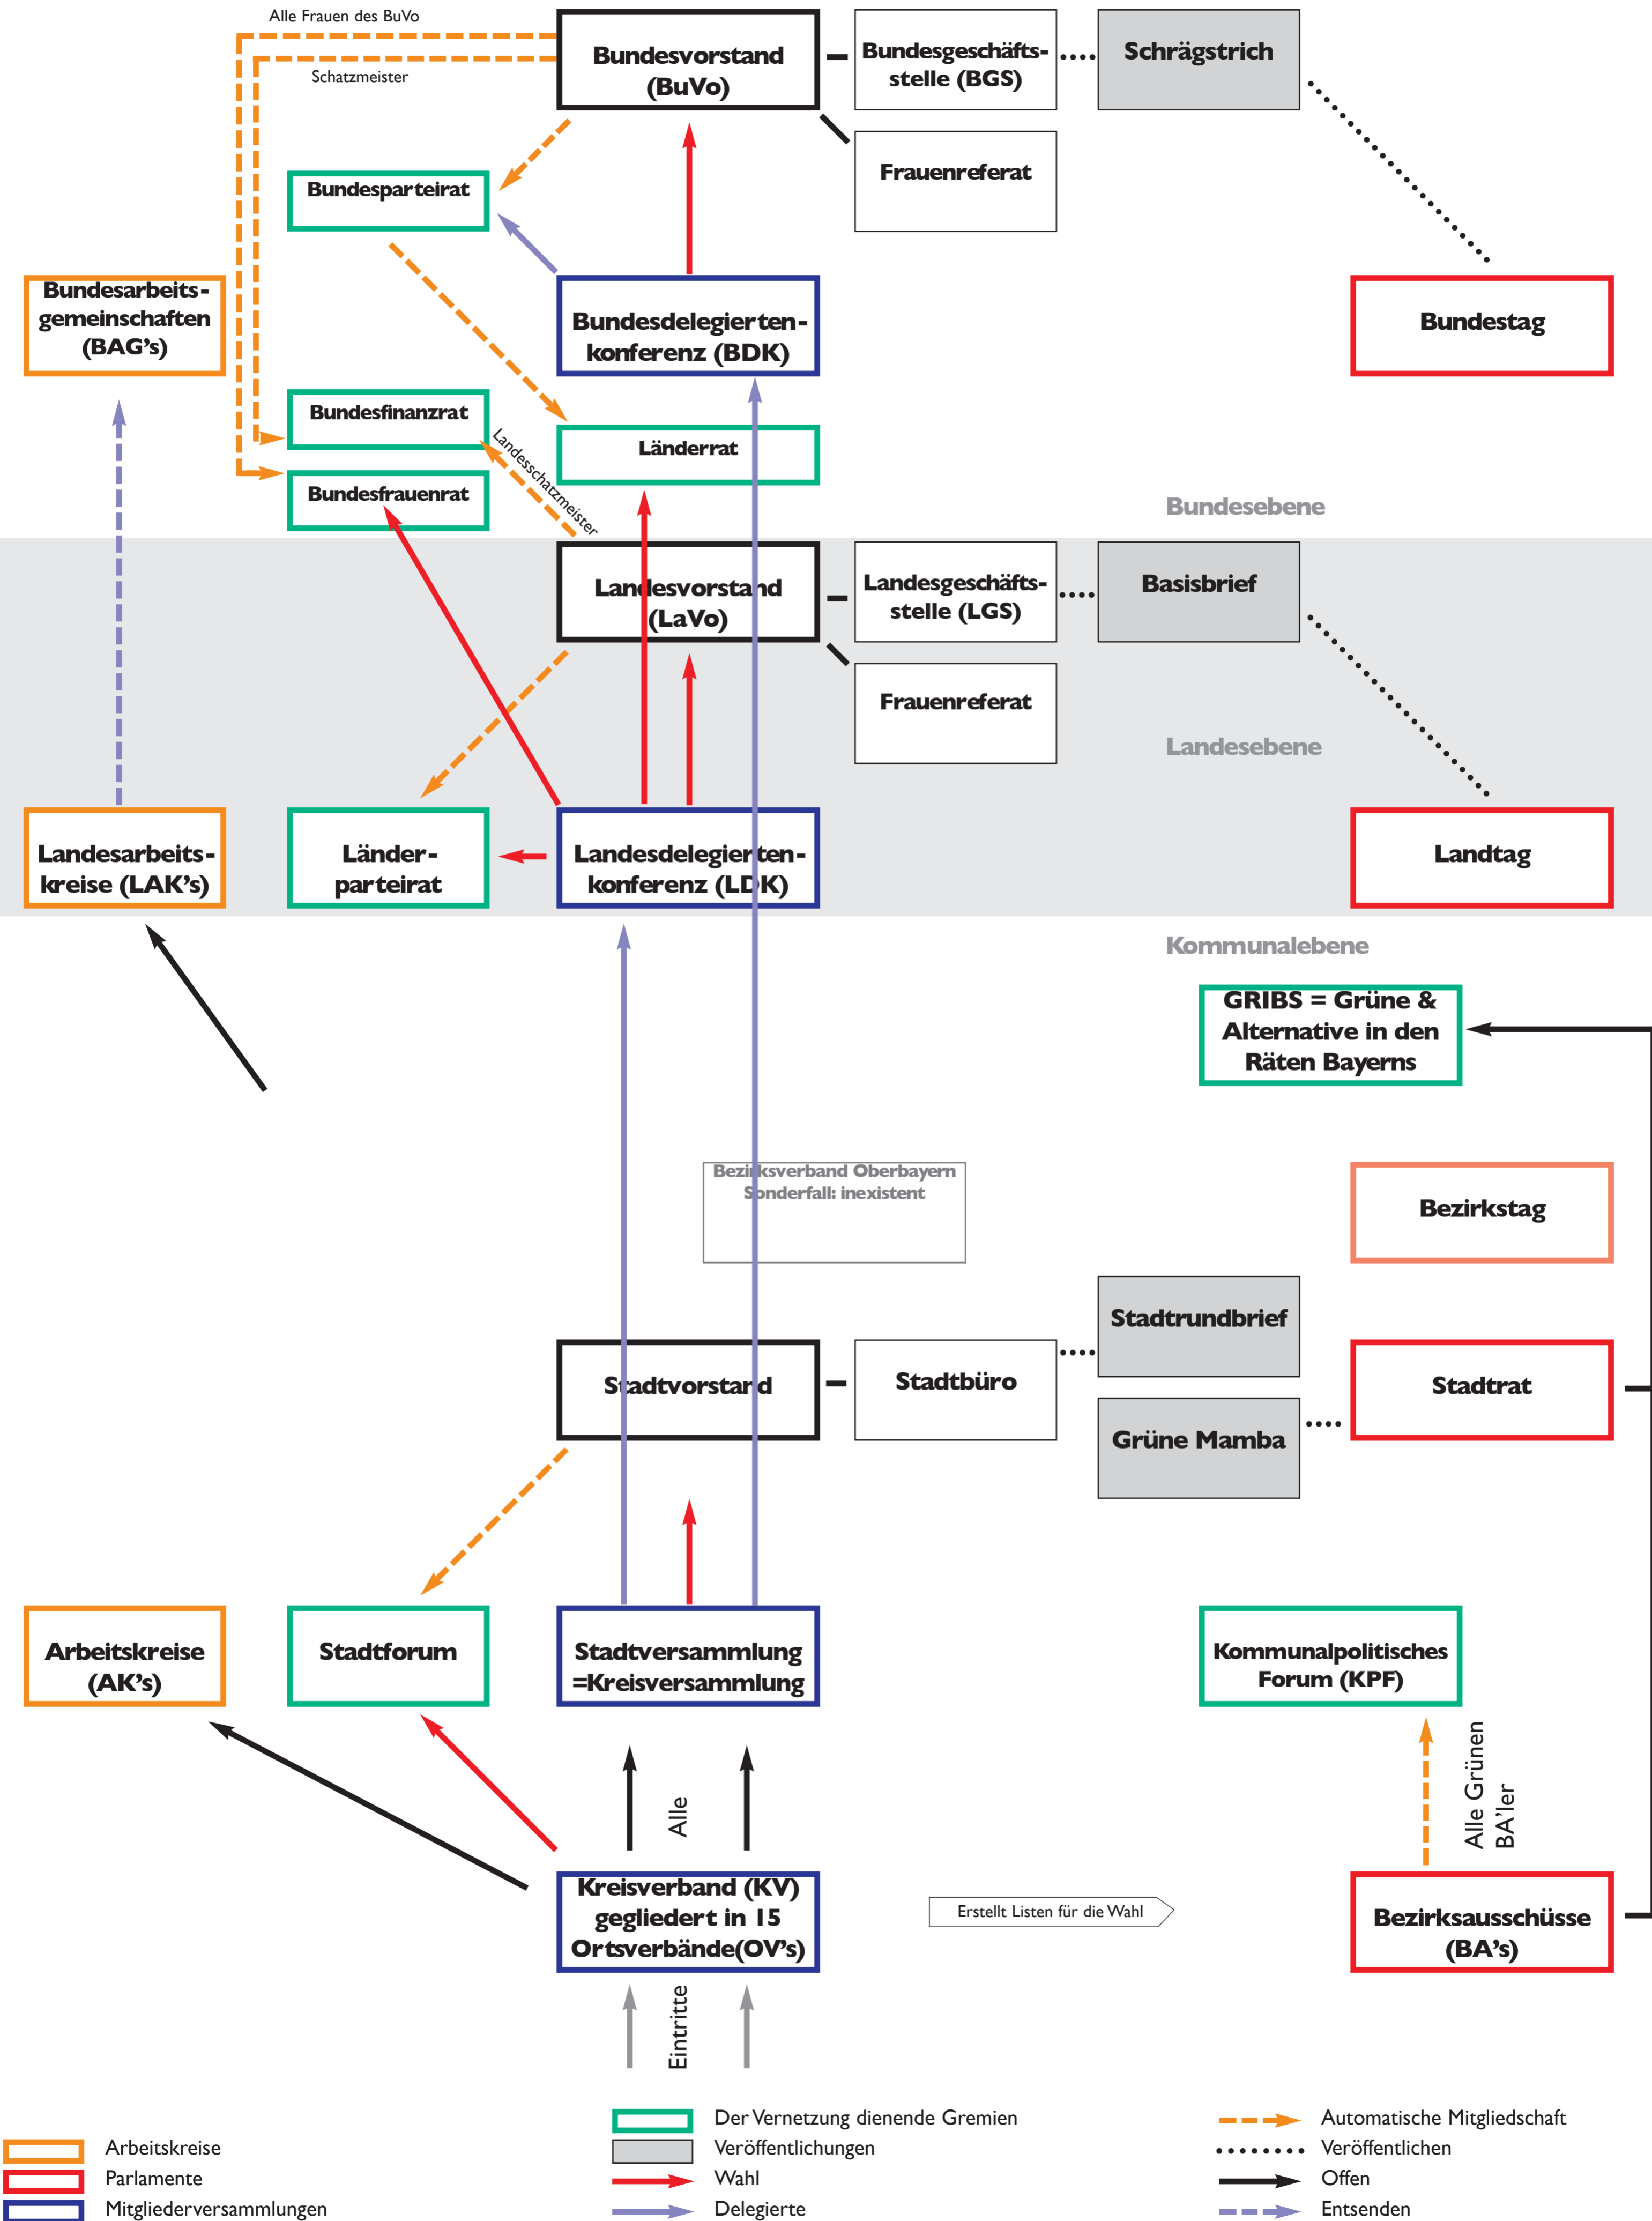 Alle Frauen des BuVo
Schatzmeister
Bundesvorstand
(BuVo)
Bundesgeschäfts-
stelle (BGS)
Schrägstrich
Frauenreferat
Bundesparteirat
Bundesarbeits-
gemeinschaften
(BAG’s)
Bundesdelegierten-
konferenz (BDK)
Bundestag
Bundesfinanzrat
Landesschatzmeister
Länderrat
Bundesfrauenrat
Bundesebene
Landesvorstand
(LaVo)
Landesgeschäfts-
stelle (LGS)
Basisbrief
Frauenreferat
Landesebene
Landesarbeits-
kreise (LAK’s)
Länder-
parteirat
Landesdelegierten-
konferenz (LDK)
Landtag
Kommunalebene
GRIBS = Grüne &
Alternative in den
Räten Bayerns
Bezirksverband Oberbayern
Sonderfall: inexistent
Bezirkstag
Stadtvorstand
Stadtbüro
Stadtrundbrief
Grüne Mamba
Stadtrat
Arbeitskreise
(AK’s)
Stadtforum
Stadtversammlung
=Kreisversammlung
Kommunalpolitisches
Forum (KPF)
Alle
Alle Grünen
BA’ler
Kreisverband (KV)
gegliedert in 15
Ortsverbände(OV’s)
Erstellt Listen für die Wahl
Bezirksausschüsse
(BA’s)
Eintritte
Arbeitskreise
Parlamente
Mitgliederversammlungen
Der Vernetzung dienende Gremien
Veröffentlichungen
Wahl
Delegierte
Automatische Mitgliedschaft
Veröffentlichen
Offen
Entsenden